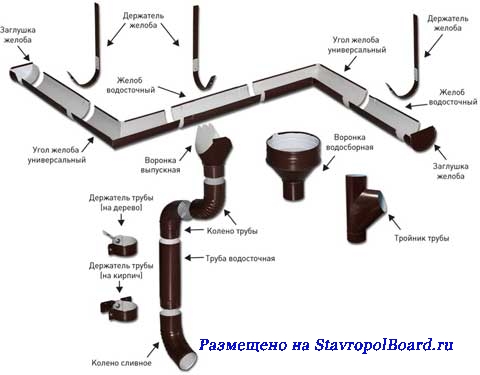 Заглушка
желоба
Держатель
желоба
Держатель
желоба
Угол желоба
универсальный
Желоб
водосточный
Желоб
водосточный
Угол желоба
универсальный
Воронка
выпускная
Воронка
водосборная
Заглушка
желоба
Держатель трубы
[на дерево]
Колено трубы
Тройник трубы
Держатель трубы
[на кирпич]
Труба водосточная
Колено сливное
Размещено на StavropolBoard.ru